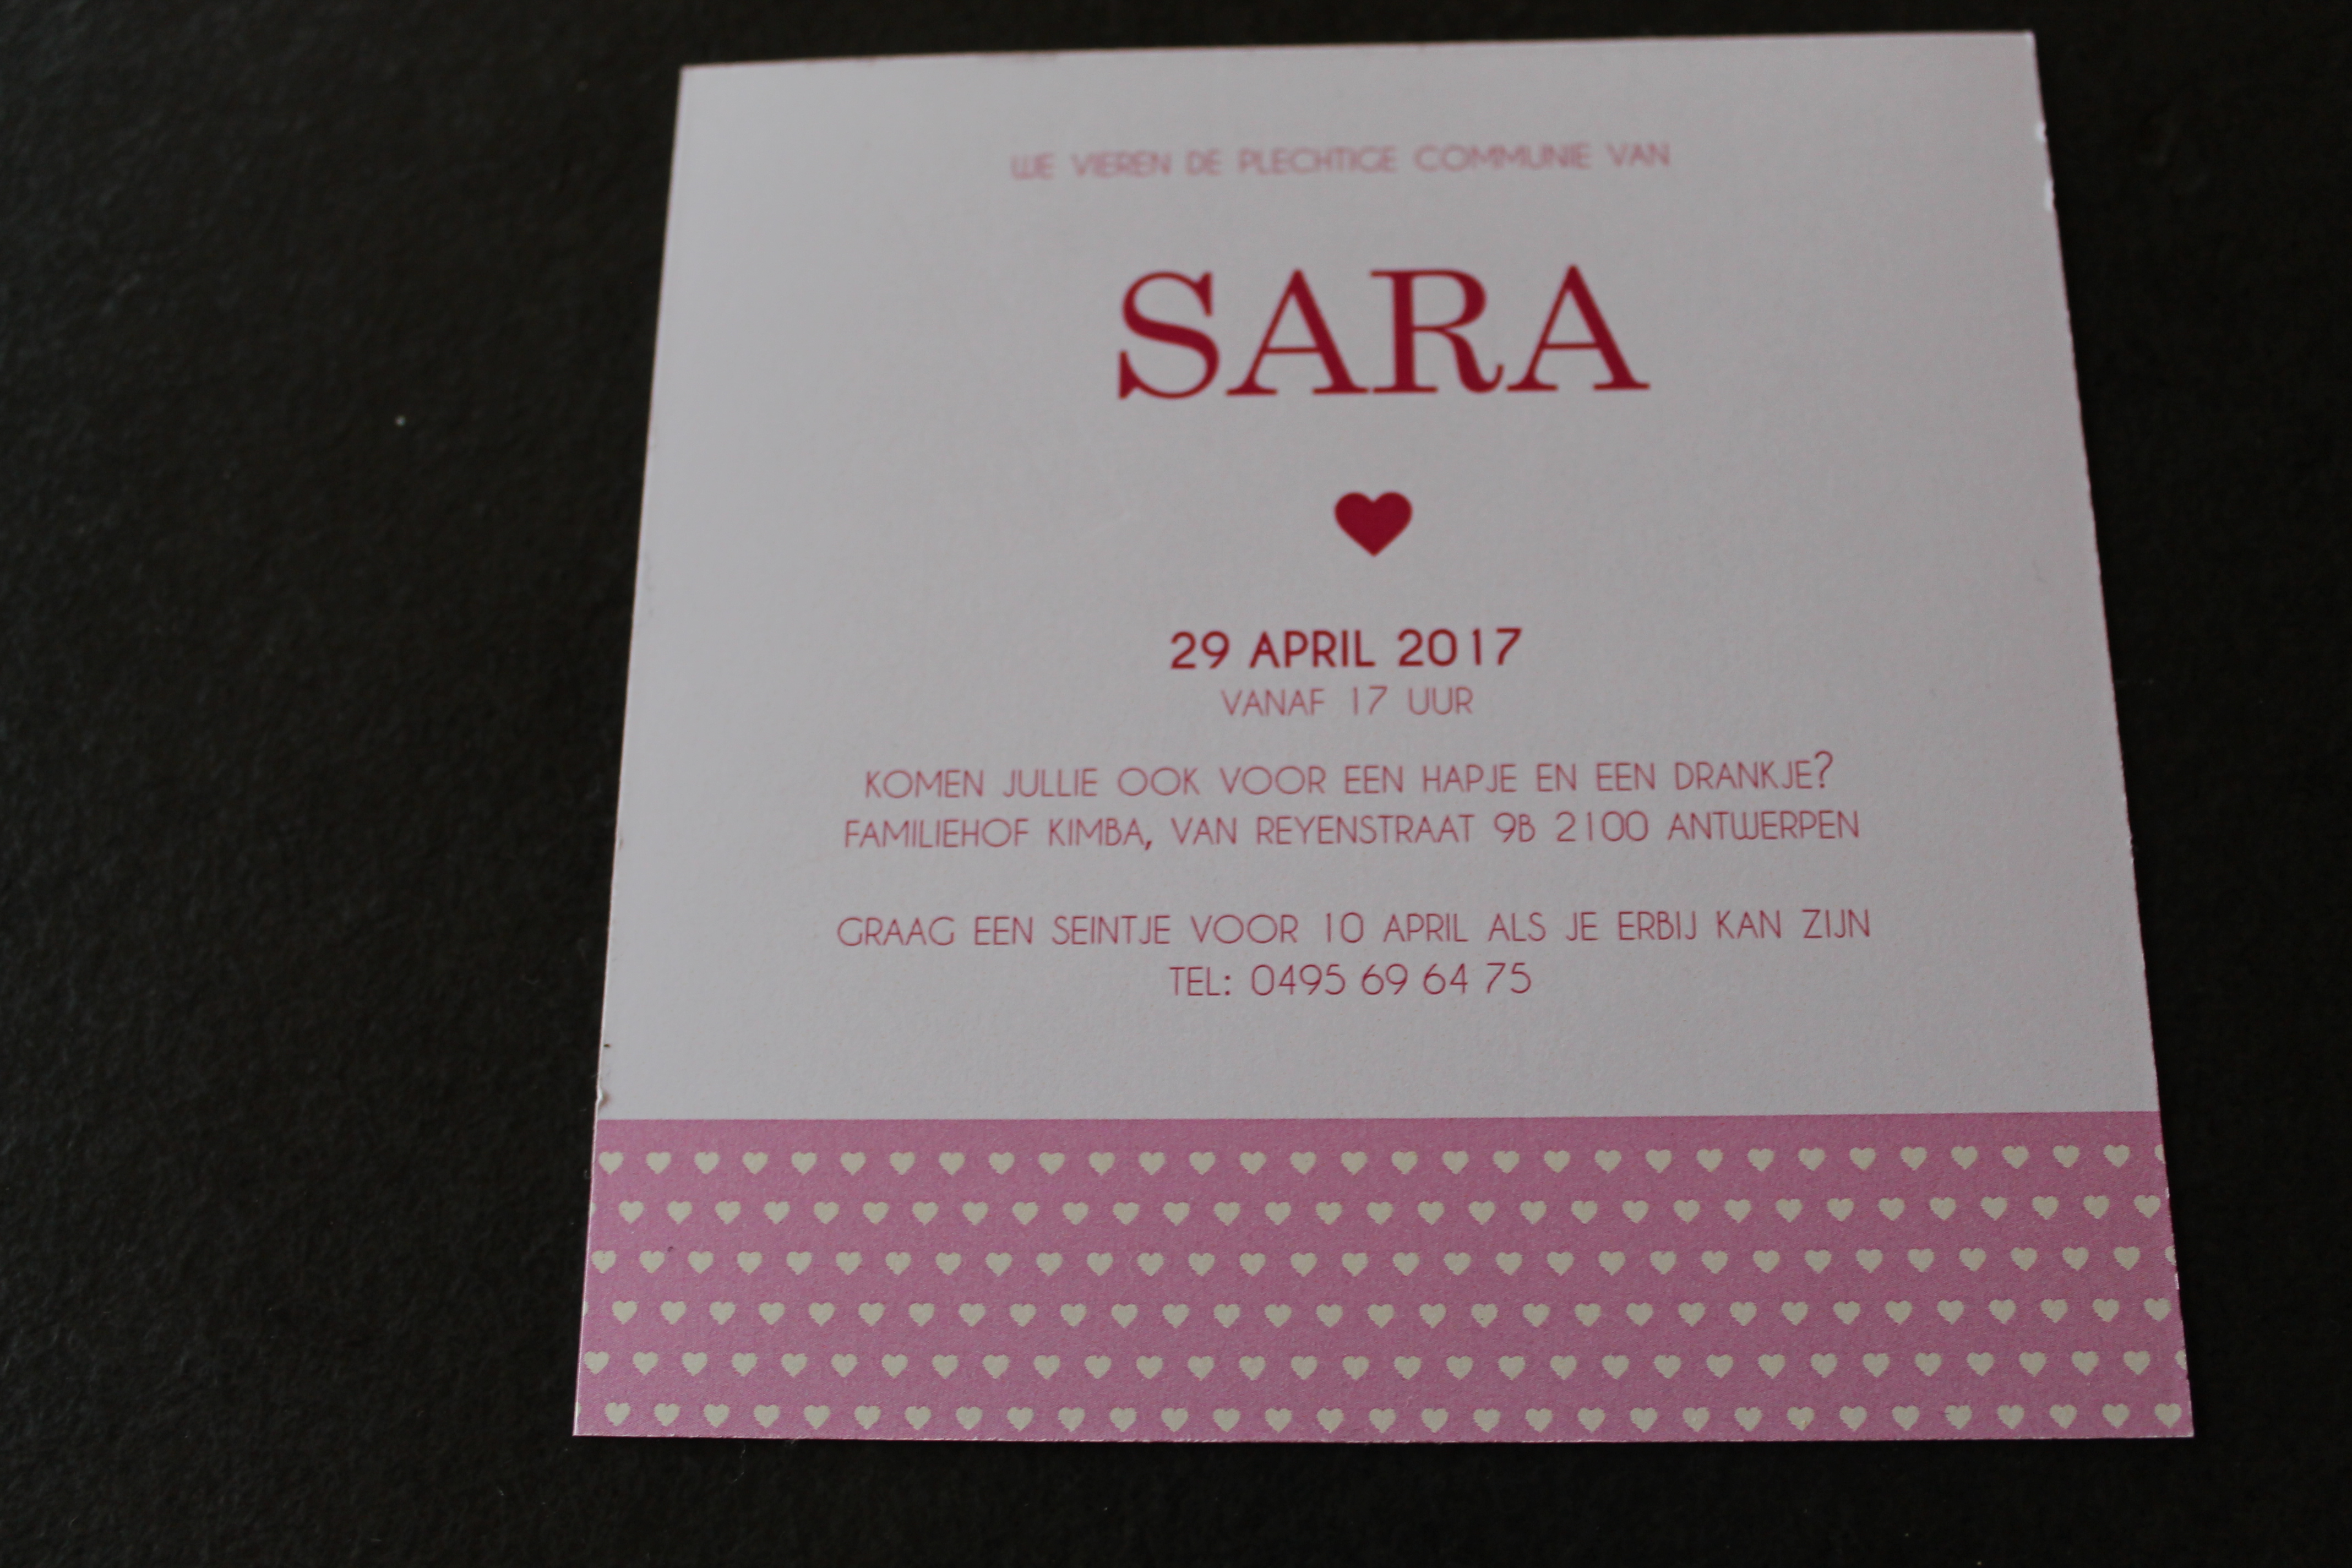 WE VIEREN DE PLECHTIGE COMMUNIE VAN
SARA
29 APRIL 2017
VANAF 17 UUR
KOMEN JULLIE OOK VOOR EEN HAPJE EN EEN DRANKJE?
FAMILIEHOF KIMBA, VAN REYENSTRAAT 9B 2100 ANTWERPEN
GRAAG EEN SEINTJE VOOR 10 APRIL ALS JE ERBIJ KAN ZIJN
TEL: 0495 69 64 75